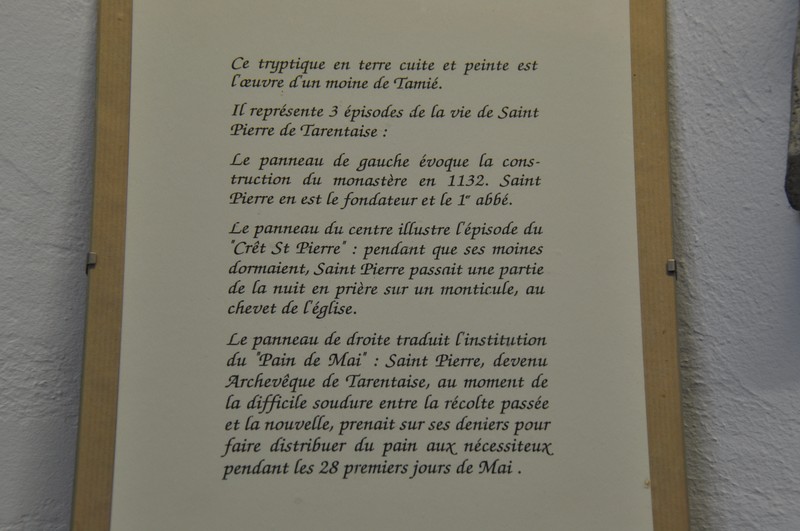 Ce tryptique en terre cuite et peinte est
l'œuvre d'un moine de Tamié.
Il représente 3 épisodes de la vie de Saint
Pierre de Tarentaise :
Le panneau de gauche évoque la cons-
truction du monastère en 1132. Saint
Pierre en est le fondateur et le 1er abbé.
Le panneau du centre illustre l'épisode du
"Crêt St Pierre" : pendant que ses moines
dormaient, Saint Pierre passait une partie
de la nuit en prière sur un monticule, au
chevet de l'église.
Le panneau de droite traduit l'institution
du "Pain de Mai" : Saint Pierre, devenu
Archevêque de Tarentaise, au moment de
la difficile soudure entre la récolte passée
et la nouvelle, prenait sur ses deniers pour
faire distribuer du pain aux nécessiteux
pendant les 28 premiers jours de Mai .